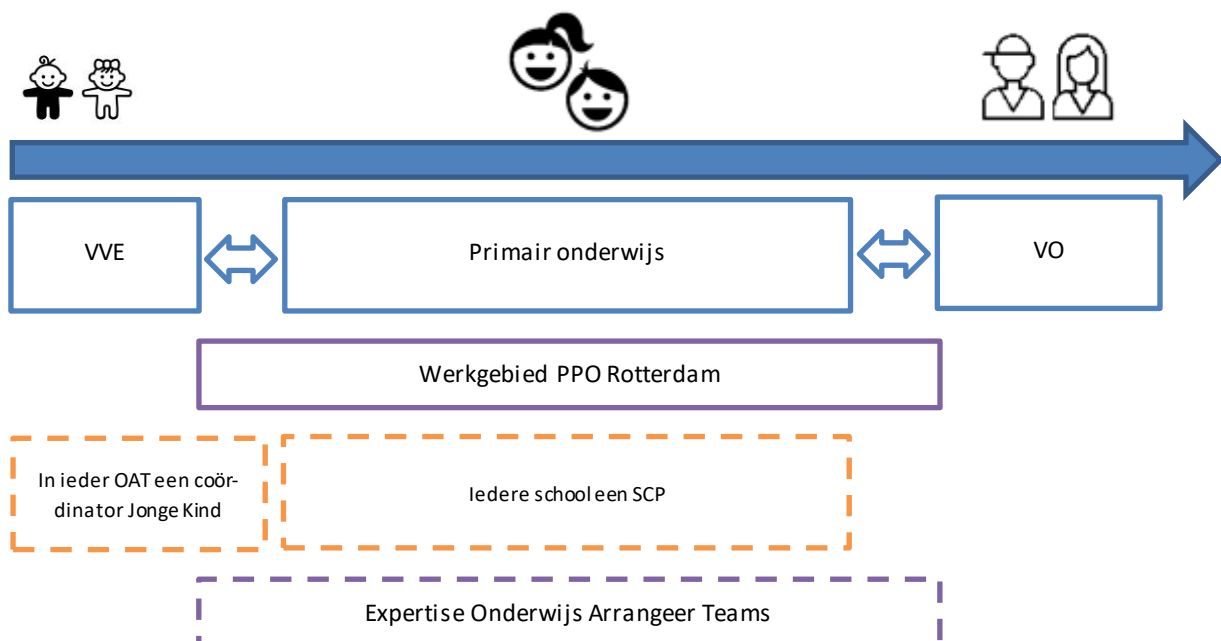 VVE
Primair onderwijs
VO
Werkgebied PPO Rotterdam
In ieder OAT een coör-
dinator Jonge Kind
Iedere school een SCP
Expertise Onderwijs Arrangeer Teams